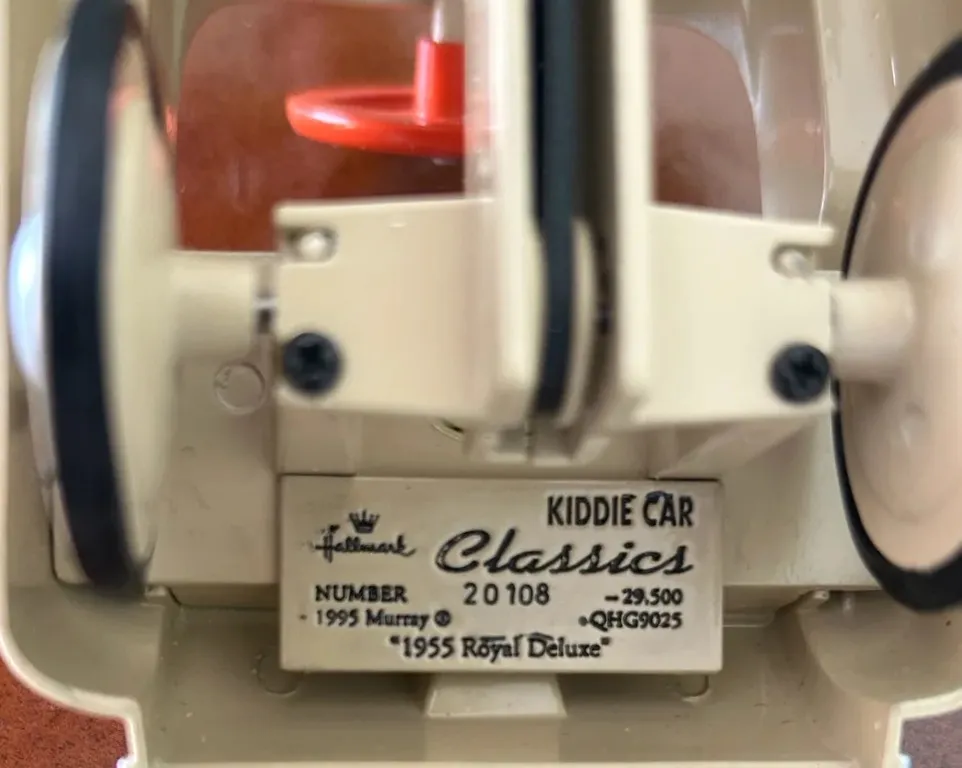 KIDDIE CAR
Hallmark Classics
NUMBER 20108 -29.500
1995 Murray ® QHG9025
"1955 Royal Deluxe"